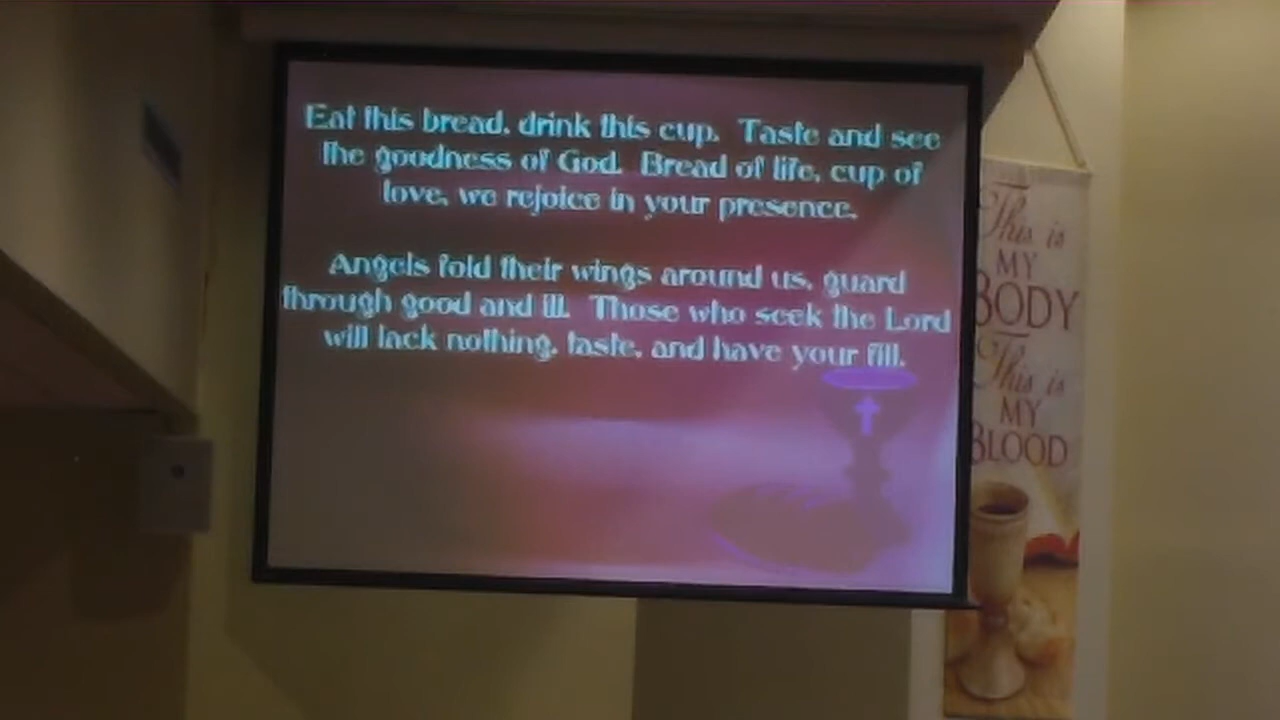 Eat this bread, drink this cup.  Taste and see
the goodness of God.  Bread of life, cup of
love, we rejoice in your presence.
Angels fold their wings around us, guard
through good and ill.  Those who seek the Lord
will lack nothing, taste, and have your fill.
This is
MY
BODY
This is
MY
BLOOD